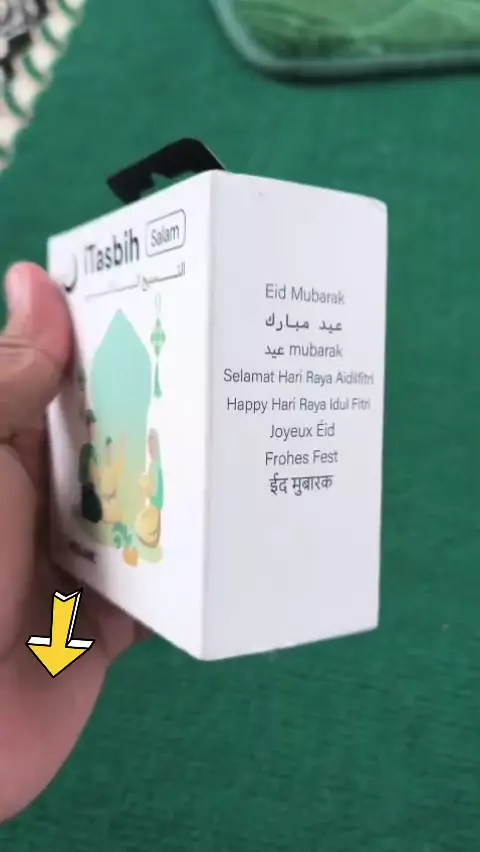 iTasbih Salam
Eid Mubarak
عيد مبارك
عيد mubarak
Selamat Hari Raya Aidilfitri
Happy Hari Raya Idul Fitri
Joyeux Éid
Frohes Fest
ईद मुबारक